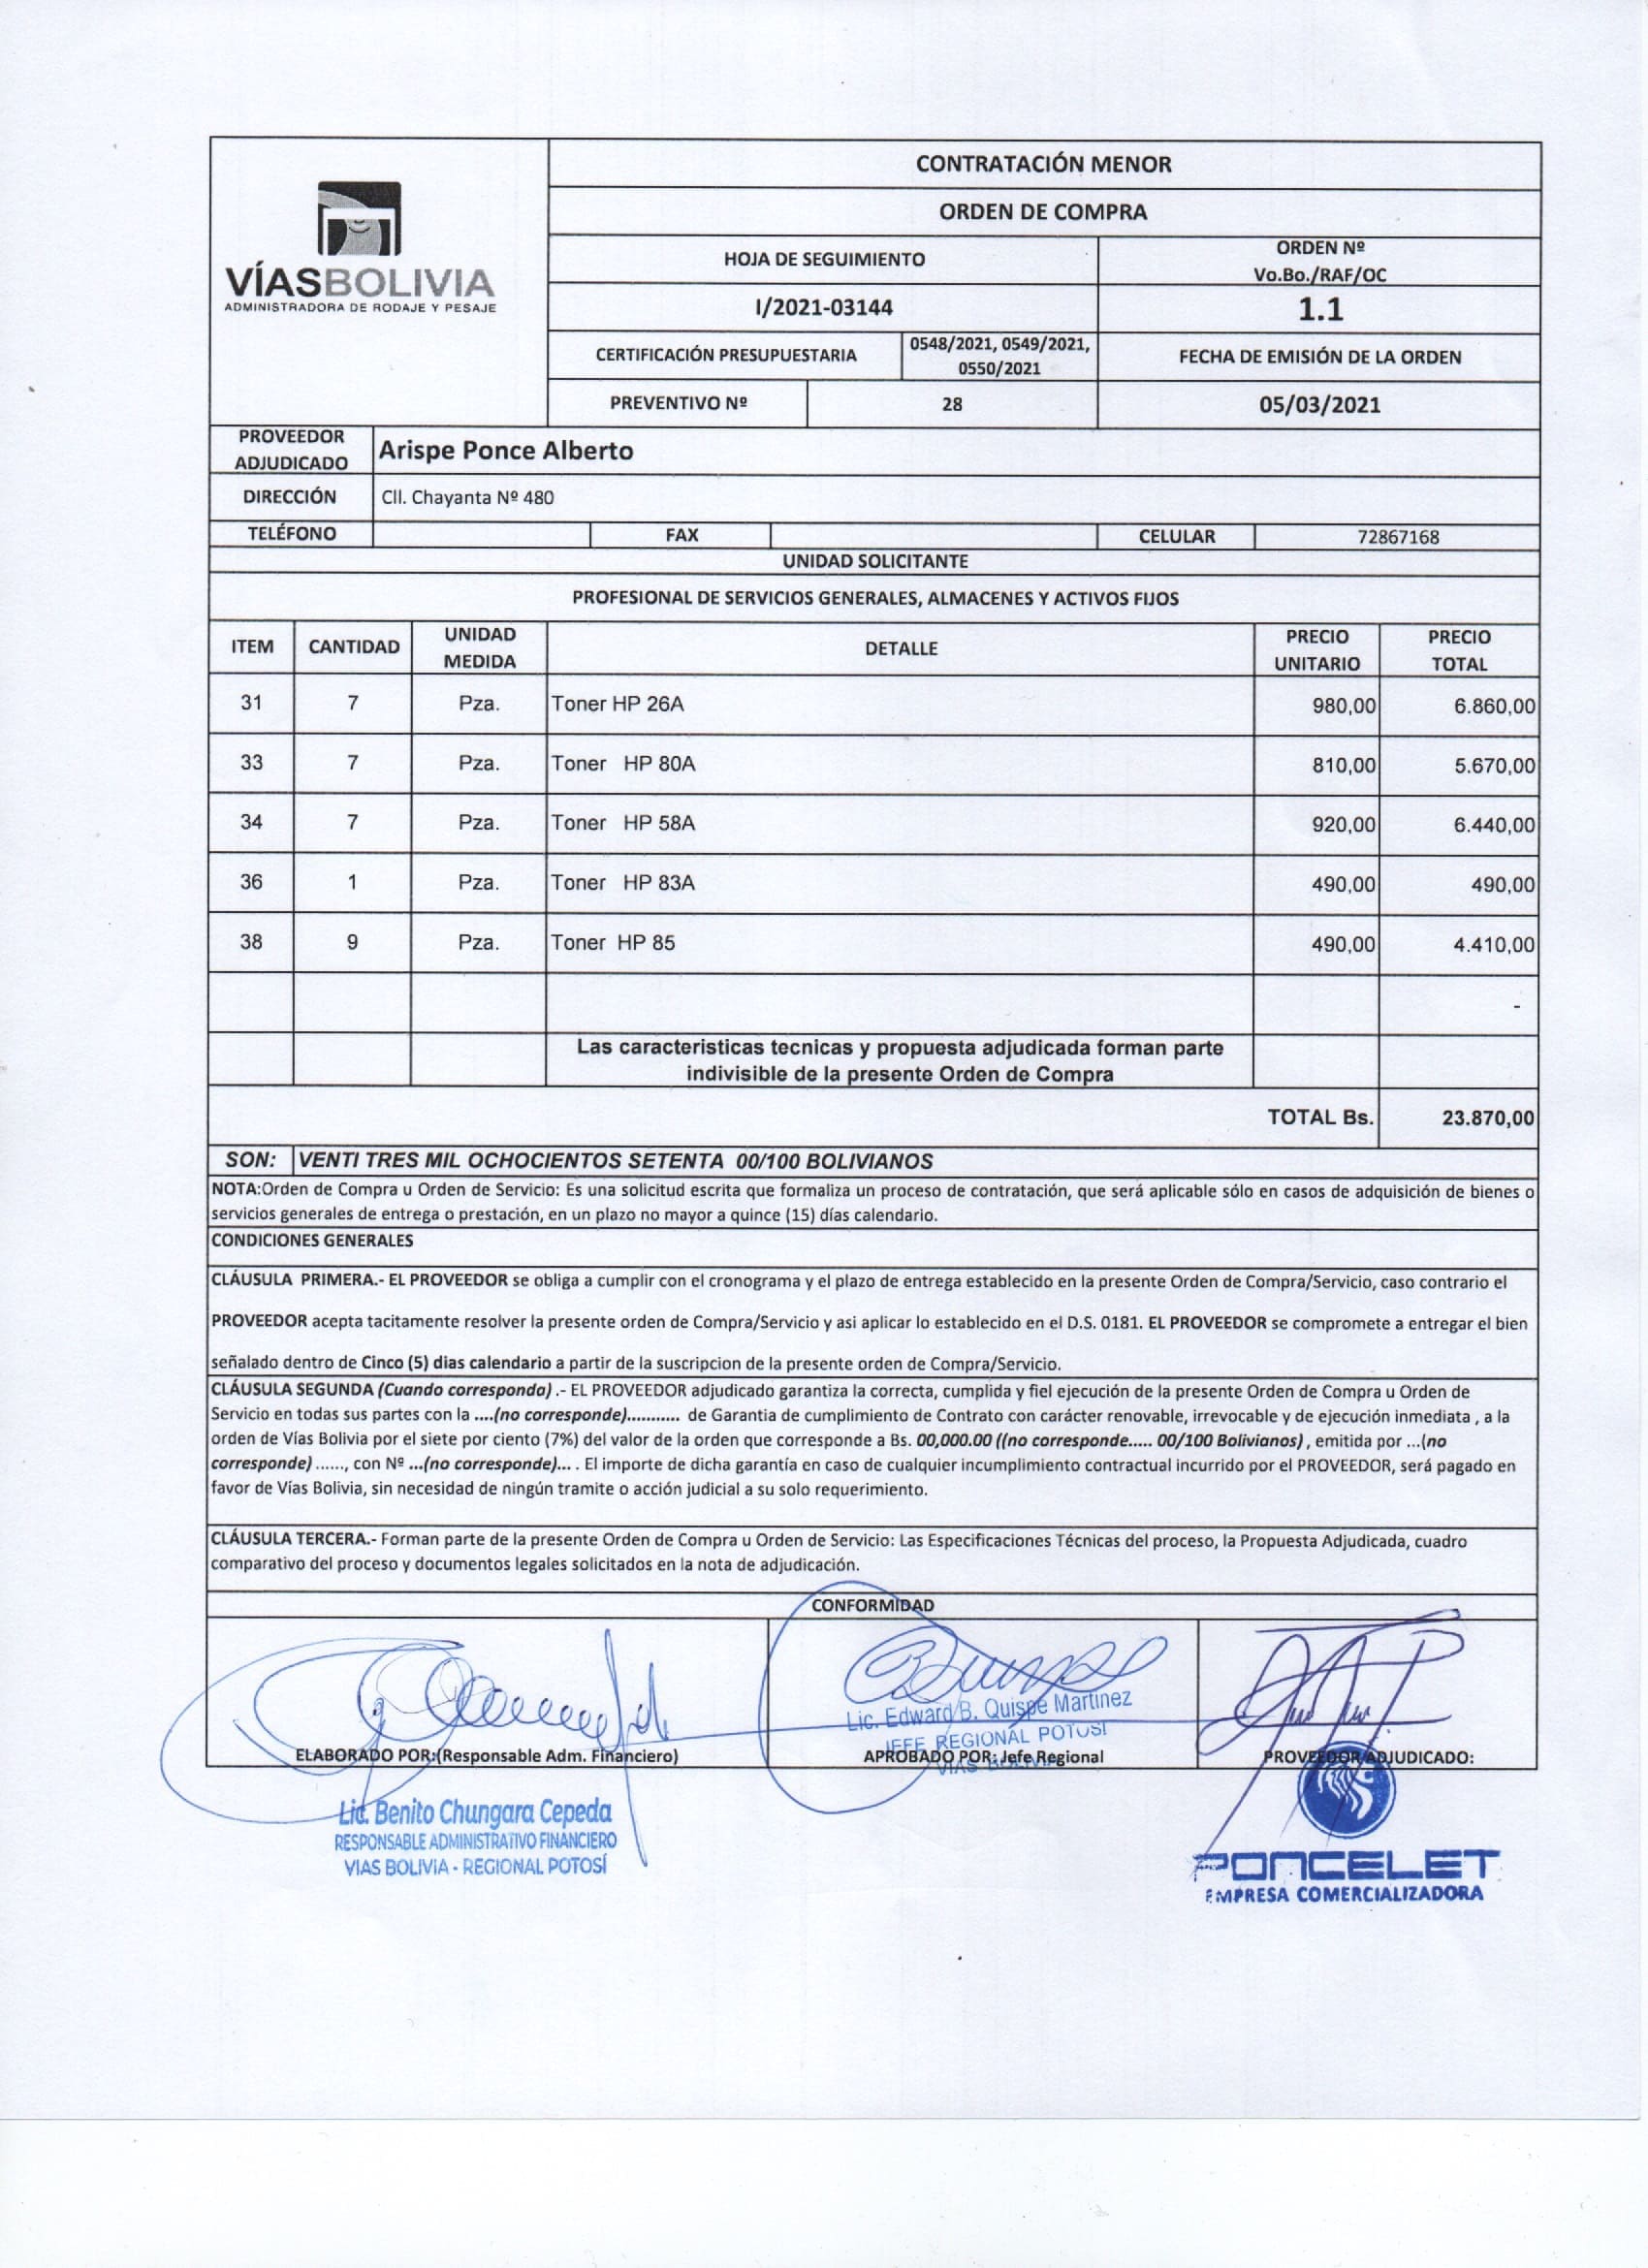 VÍASBOLIVIA
ADMINISTRADORA DE RODAJE Y PESAJE
CONTRATACIÓN MENOR
ORDEN DE COMPRA
HOJA DE SEGUIMIENTO
ORDEN Nº
Vo.Bo./RAF/OC
I/2021-03144
1.1
CERTIFICACIÓN PRESUPUESTARIA
0548/2021, 0549/2021,
0550/2021
FECHA DE EMISIÓN DE LA ORDEN
PREVENTIVO Nº 28 05/03/2021
PROVEEDOR
ADJUDICADO
Arispe Ponce Alberto
DIRECCIÓN Cll. Chayanta Nº 480
TELÉFONO FAX CELULAR 72867168
UNIDAD SOLICITANTE
PROFESIONAL DE SERVICIOS GENERALES, ALMACENES Y ACTIVOS FIJOS
ITEM CANTIDAD UNIDAD MEDIDA DETALLE PRECIO UNITARIO PRECIO TOTAL
31 7 Pza. Toner HP 26A 980,00 6.860,00
33 7 Pza. Toner HP 80A 810,00 5.670,00
34 7 Pza. Toner HP 58A 920,00 6.440,00
36 1 Pza. Toner HP 83A 490,00 490,00
38 9 Pza. Toner HP 85 490,00 4.410,00
-
Las caracteristicas tecnicas y propuesta adjudicada forman parte
indivisible de la presente Orden de Compra
TOTAL Bs. 23.870,00
SON: VENTI TRES MIL OCHOCIENTOS SETENTA 00/100 BOLIVIANOS
NOTA:Orden de Compra u Orden de Servicio: Es una solicitud escrita que formaliza un proceso de contratación, que será aplicable sólo en casos de adquisición de bienes o
servicios generales de entrega o prestación, en un plazo no mayor a quince (15) días calendario.
CONDICIONES GENERALES
CLÁUSULA PRIMERA.- EL PROVEEDOR se obliga a cumplir con el cronograma y el plazo de entrega establecido en la presente Orden de Compra/Servicio, caso contrario el
PROVEEDOR acepta tacitamente resolver la presente orden de Compra/Servicio y asi aplicar lo establecido en el D.S. 0181. EL PROVEEDOR se compromete a entregar el bien
señalado dentro de Cinco (5) dias calendario a partir de la suscripcion de la presente orden de Compra/Servicio.
CLÁUSULA SEGUNDA (Cuando corresponda) .- EL PROVEEDOR adjudicado garantiza la correcta, cumplida y fiel ejecución de la presente Orden de Compra u Orden de
Servicio en todas sus partes con la ....(no corresponde)........... de Garantia de cumplimiento de Contrato con carácter renovable, irrevocable y de ejecución inmediata , a la
orden de Vías Bolivia por el siete por ciento (7%) del valor de la orden que corresponde a Bs. 00,000.00 ((no corresponde..... 00/100 Bolivianos) , emitida por ...(no
corresponde) ......, con Nº ...(no corresponde)... . El importe de dicha garantía en caso de cualquier incumplimiento contractual incurrido por el PROVEEDOR, será pagado en
favor de Vías Bolivia, sin necesidad de ningún tramite o acción judicial a su solo requerimiento.
CLÁUSULA TERCERA.- Forman parte de la presente Orden de Compra u Orden de Servicio: Las Especificaciones Técnicas del proceso, la Propuesta Adjudicada, cuadro
comparativo del proceso y documentos legales solicitados en la nota de adjudicación.
CONFORMIDAD
Lic. Edward B. Quispe Martinez
JEFE REGIONAL POTOSÍ
VIAS BOLIVIA
ELABORADO POR:(Responsable Adm. Financiero) APROBADO POR: Jefe Regional PROVEEDOR ADJUDICADO:
Lic. Benito Chungara Cepeda
RESPONSABLE ADMINISTRATIVO FINANCIERO
VIAS BOLIVIA - REGIONAL POTOSÍ
PONCELET
EMPRESA COMERCIALIZADORA